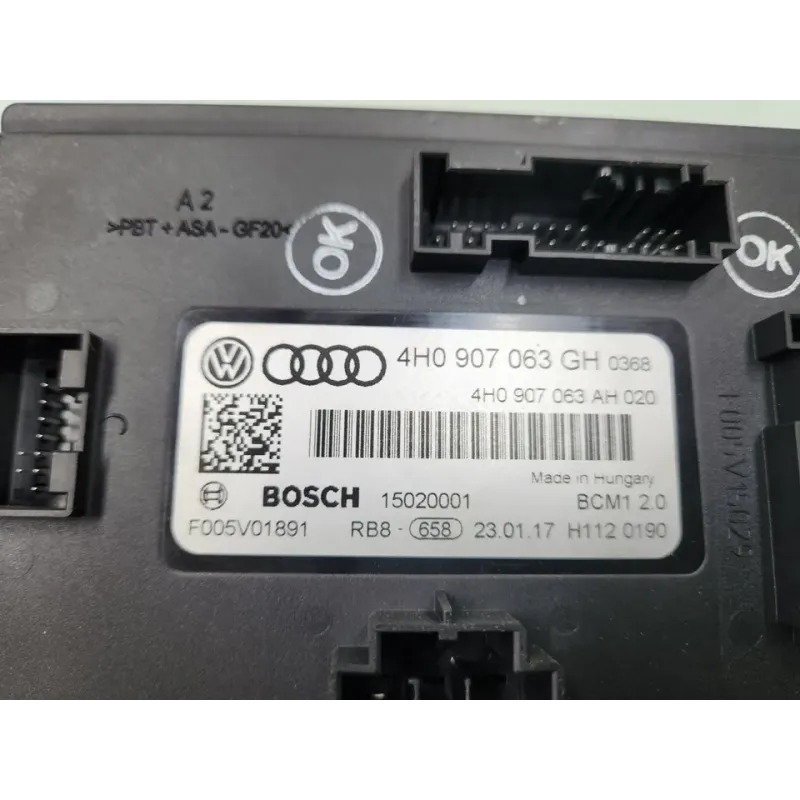 A 2
>PBT + ASA - GF20<
OK
OK
VW
4H0 907 063 GH 0368
4H0 907 063 AH 020
Made in Hungary
BOSCH 15020001 BCM1 2.0
F005V01891 RB8 - 658 23.01.17 H112 0190